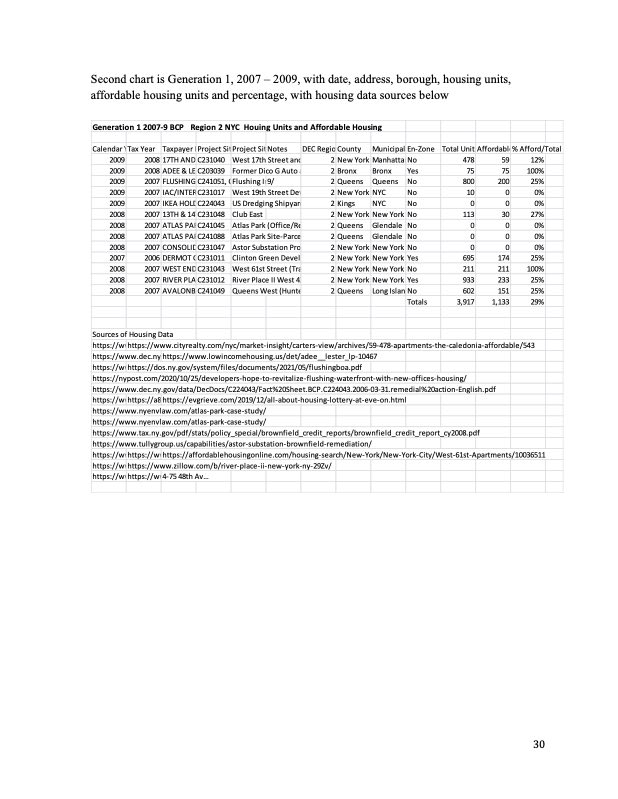 Second chart is Generation 1, 2007 – 2009, with date, address, borough, housing units,
affordable housing units and percentage, with housing data sources below
Generation 1 2007-9 BCP Region 2 NYC Houing Units and Affordable Housing
Calendar Y Tax Year Taxpayer Project Sit Project Sit Notes DEC Regio County Municipal En-Zone Total Unit Affordabl % Afford/Total
2009 2008 17TH AND C231040 West 17th Street and 2 New York Manhatta No 478 59 12%
2009 2008 ADEE & LE C203039 Former Dico G Auto 2 Bronx Bronx Yes 75 75 100%
2009 2007 FLUSHING C241051, Flushing I 9/ 2 Queens Queens No 800 200 25%
2009 2007 IAC/INTER C231017 West 19th Street De 2 New York NYC No 10 0 0%
2009 2007 IKEA HOL C224043 US Dredging Shipyar 2 Kings NYC No 0 0 0%
2008 2007 13TH & 14 C231048 Club East 2 New York New York No 113 30 27%
2008 2007 ATLAS PAI C241045 Atlas Park (Office/Re 2 Queens Glendale No 0 0 0%
2008 2007 ATLAS PAI C241088 Atlas Park Site-Parce 2 Queens Glendale No 0 0 0%
2008 2007 CONSOLIC C231047 Astor Substation Pro 2 New York New York No 0 0 0%
2007 2006 DERMOT C C231011 Clinton Green Devel 2 New York New York Yes 695 174 25%
2008 2007 WEST END C231043 West 61st Street (Tra 2 New York New York No 211 211 100%
2008 2007 RIVER PLA C231012 River Place II West 4 2 New York New York Yes 933 233 25%
2008 2007 AVALONB C241049 Queens West (Hunte 2 Queens Long Islan No 602 151 25%
Totals 3,917 1,133 29%
Sources of Housing Data
https://w https://www.cityrealty.com/nyc/market-insight/carters-view/archives/59-478-apartments-the-caledonia-affordable/543
https://www.dec.ny https://www.lowincomehousing.us/det/adee__lester_lp-10467
https://w https://dos.ny.gov/system/files/documents/2021/05/flushingboa.pdf
https://nypost.com/2020/10/25/developers-hope-to-revitalize-flushing-waterfront-with-new-offices-housing/
https://www.dec.ny.gov/data/DecDocs/C224043/Fact%20Sheet.BCP.C224043.2006-03-31.remedial%20action-English.pdf
https://w https://a8 https://evgrieve.com/2019/12/all-about-housing-lottery-at-eve-on.html
https://www.nyenvlaw.com/atlas-park-case-study/
https://www.nyenvlaw.com/atlas-park-case-study/
https://www.tax.ny.gov/pdf/stats/policy_special/brownfield_credit_reports/brownfield_credit_report_cy2008.pdf
https://www.tullygroup.us/capabilities/astor-substation-brownfield-remediation/
https://w https://w https://affordablehousingonline.com/housing-search/New-York/New-York-City/West-61st-Apartments/10036511
https://w https://www.zillow.com/b/river-place-ii-new-york-ny-29Zv/
https://w https://w 4-75 48th Av...
30